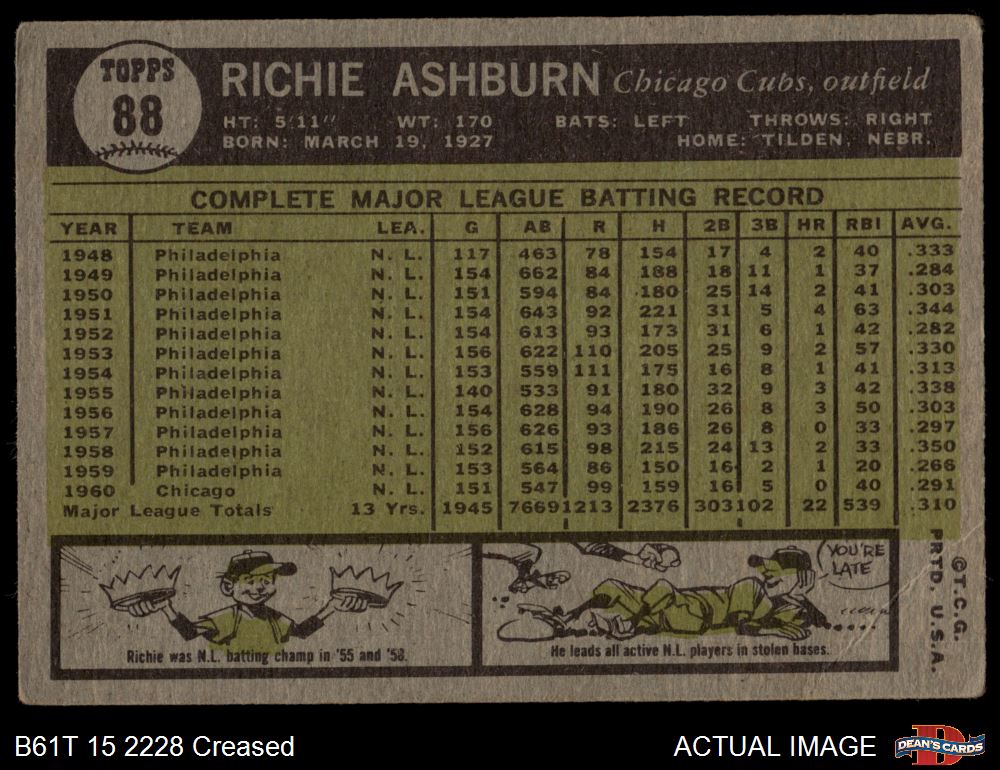 TOPPS
88
RICHIE ASHBURN Chicago Cubs, outfield
HT: 5'11" WT: 170 BATS: LEFT THROWS: RIGHT
BORN: MARCH 19, 1927 HOME: TILDEN, NEBR.
COMPLETE MAJOR LEAGUE BATTING RECORD
YEAR TEAM LEA. G AB R H 2B 3B HR RBI AVG.
1948 Philadelphia N. L. 117 463 78 154 17 4 2 40 .333
1949 Philadelphia N. L. 154 662 84 188 18 11 1 37 .284
1950 Philadelphia N. L. 151 594 84 180 25 14 2 41 .303
1951 Philadelphia N. L. 154 643 92 221 31 5 4 63 .344
1952 Philadelphia N. L. 154 613 93 173 31 6 1 42 .282
1953 Philadelphia N. L. 156 622 110 205 25 9 2 57 .330
1954 Philadelphia N. L. 153 559 111 175 16 8 1 41 .313
1955 Philadelphia N. L. 140 533 91 180 32 9 3 42 .338
1956 Philadelphia N. L. 154 628 94 190 26 8 3 50 .303
1957 Philadelphia N. L. 156 626 93 186 26 8 0 33 .297
1958 Philadelphia N. L. 152 615 98 215 24 13 2 33 .350
1959 Philadelphia N. L. 153 564 86 150 16 2 1 20 .266
1960 Chicago N. L. 151 547 99 159 16 5 0 40 .291
Major League Totals 13 Yrs. 1945 7669 1213 2376 303 102 22 539 .310
YOU'RE
LATE
Richie was N.L. batting champ in '55 and '58.
He leads all active N.L. players in stolen bases.
©T.C.G.
PRTD. U.S.A.
B61T 15 2228 Creased
ACTUAL IMAGE
DEAN'S CARDS